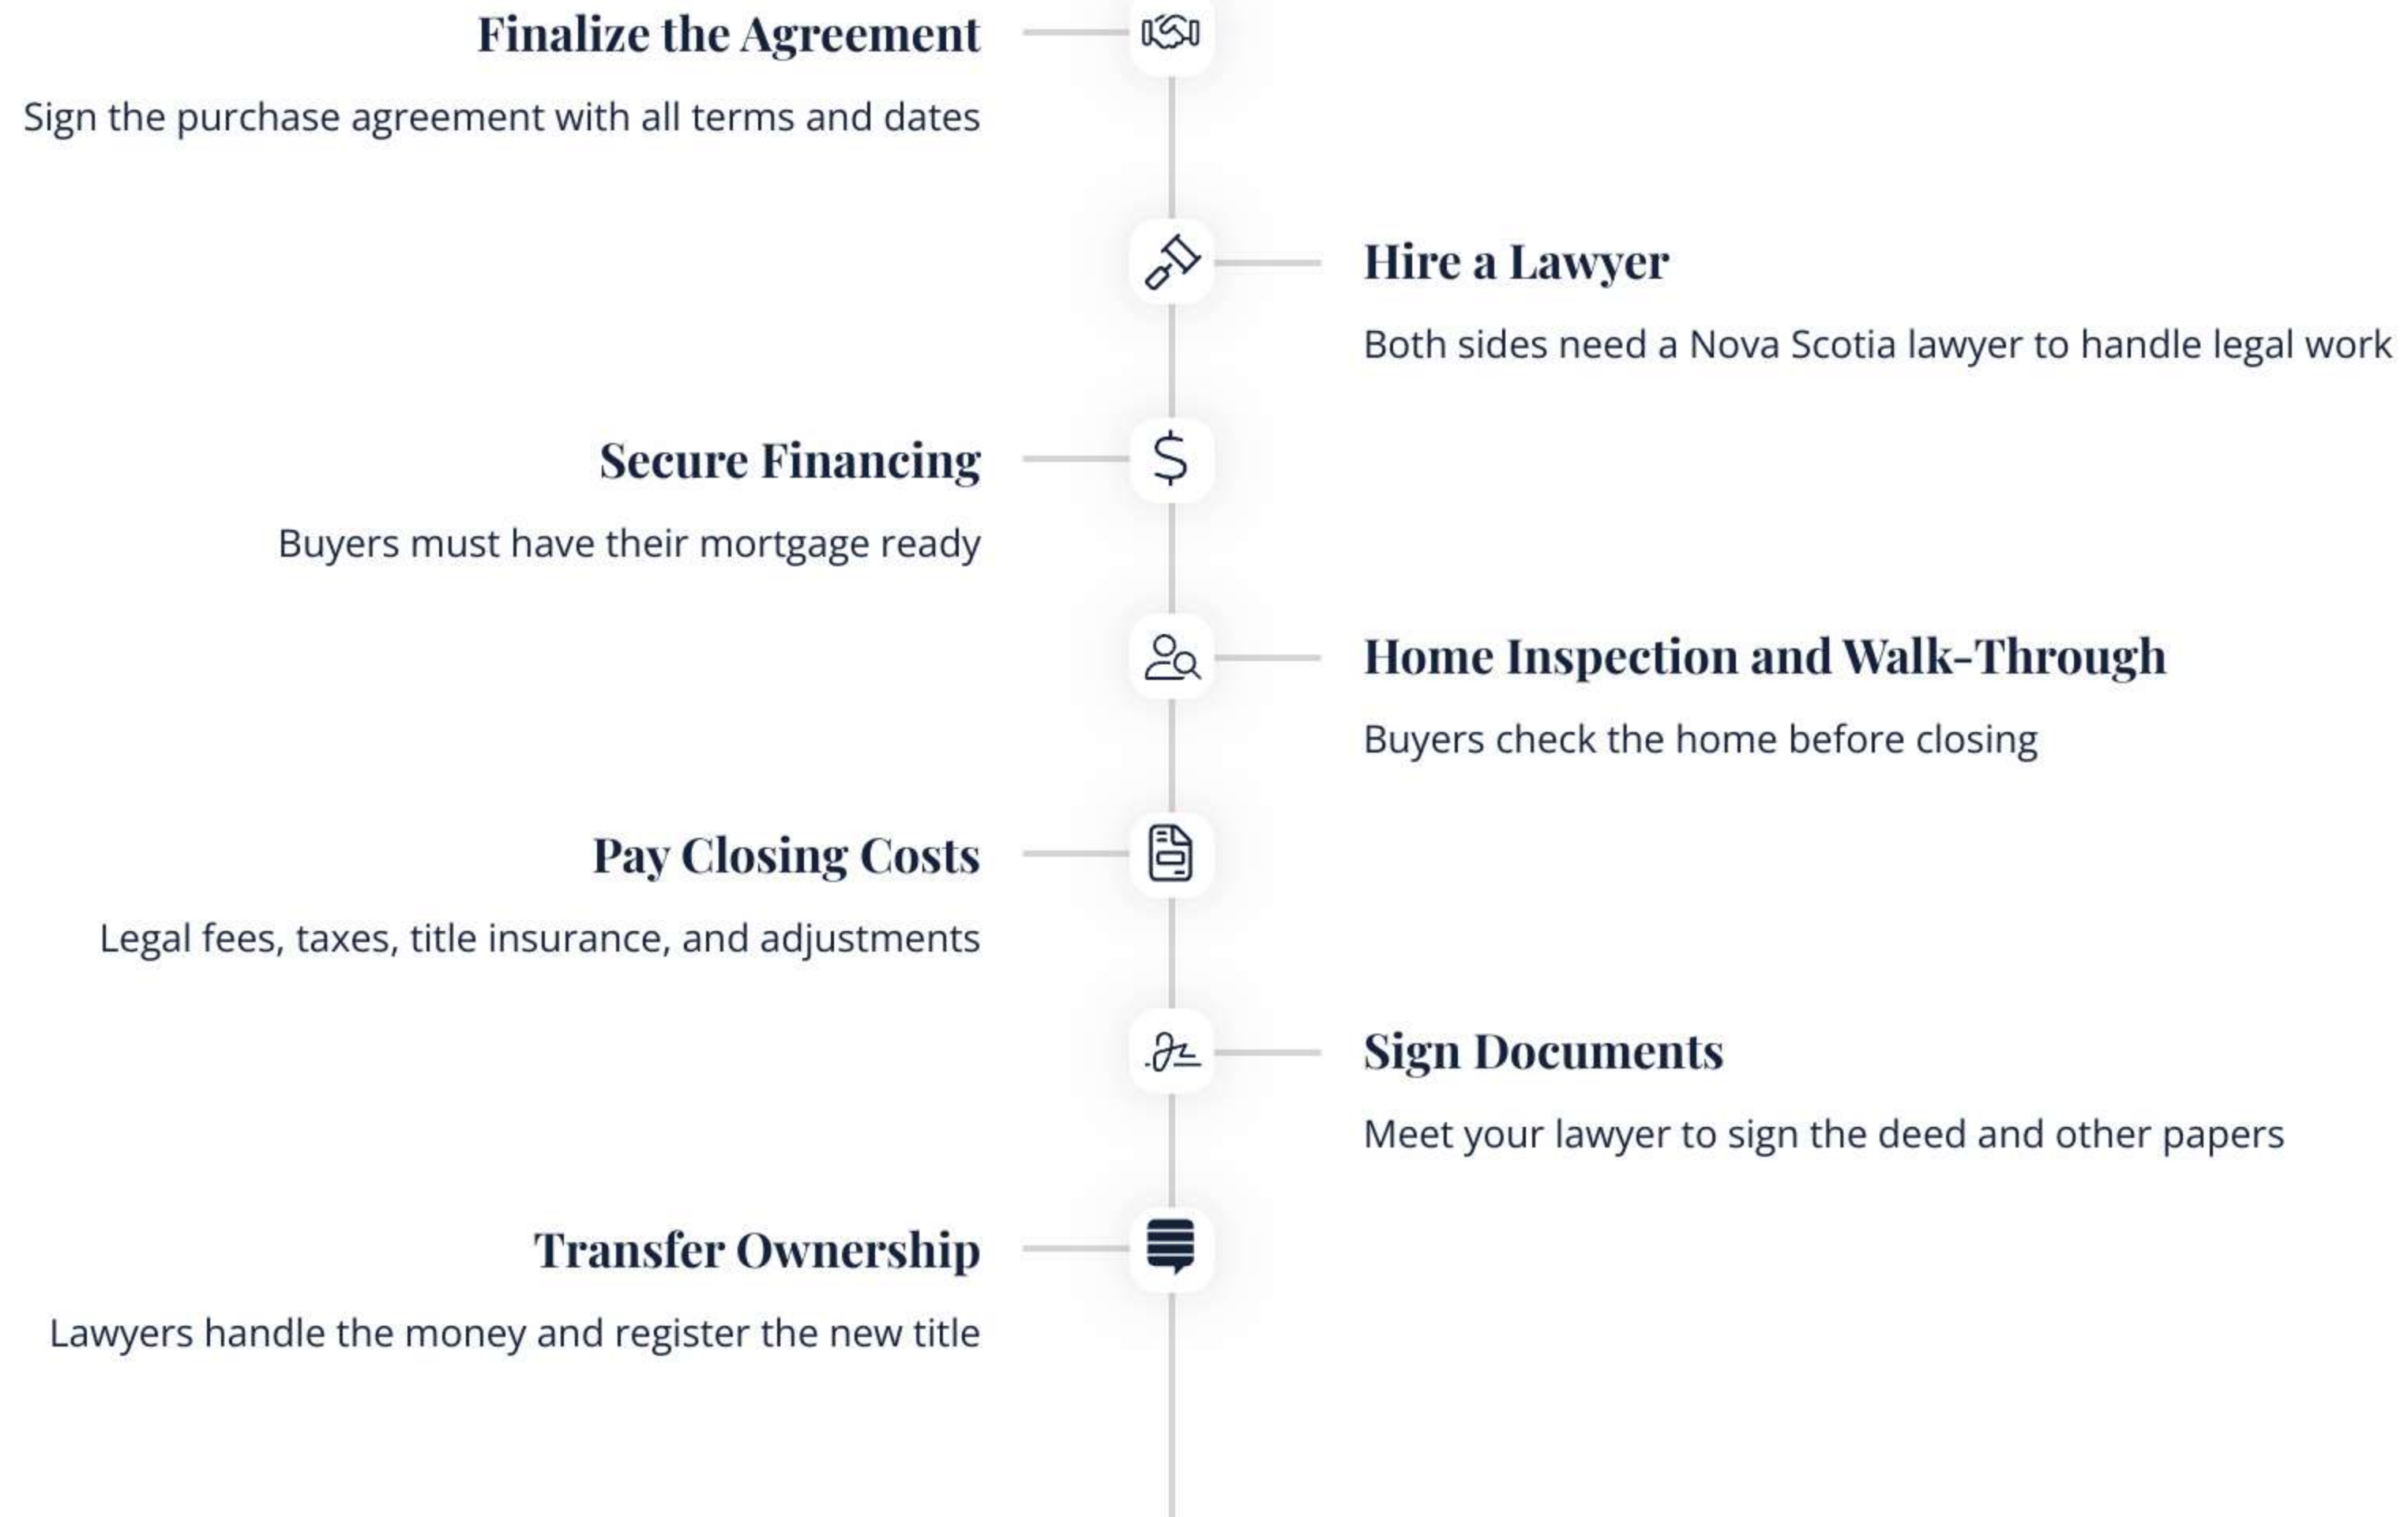 Finalize the Agreement
Sign the purchase agreement with all terms and dates
Hire a Lawyer
Both sides need a Nova Scotia lawyer to handle legal work
Secure Financing
Buyers must have their mortgage ready
Home Inspection and Walk-Through
Buyers check the home before closing
Pay Closing Costs
Legal fees, taxes, title insurance, and adjustments
Sign Documents
Meet your lawyer to sign the deed and other papers
Transfer Ownership
Lawyers handle the money and register the new title